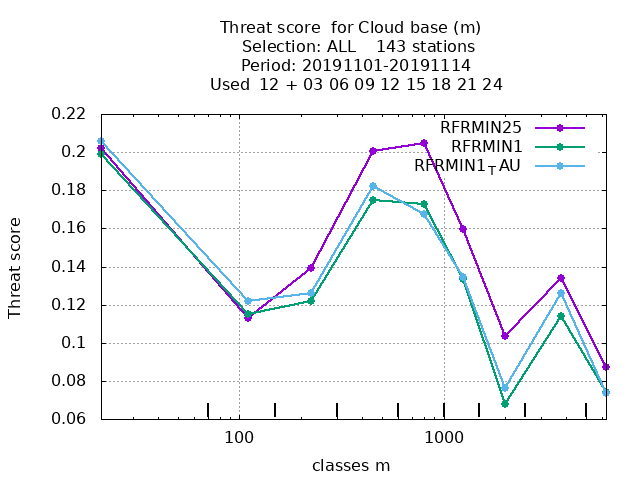 Threat score  for Cloud base (m)
Selection: ALL    143 stations
Period: 20191101-20191114
Used  12 + 03 06 09 12 15 18 21 24
0.22
0.2
0.18
0.16
0.14
0.12
0.1
0.08
0.06
Threat score
RFRMIN25
RFRMIN1
RFRMIN1TAU
100
1000
classes m